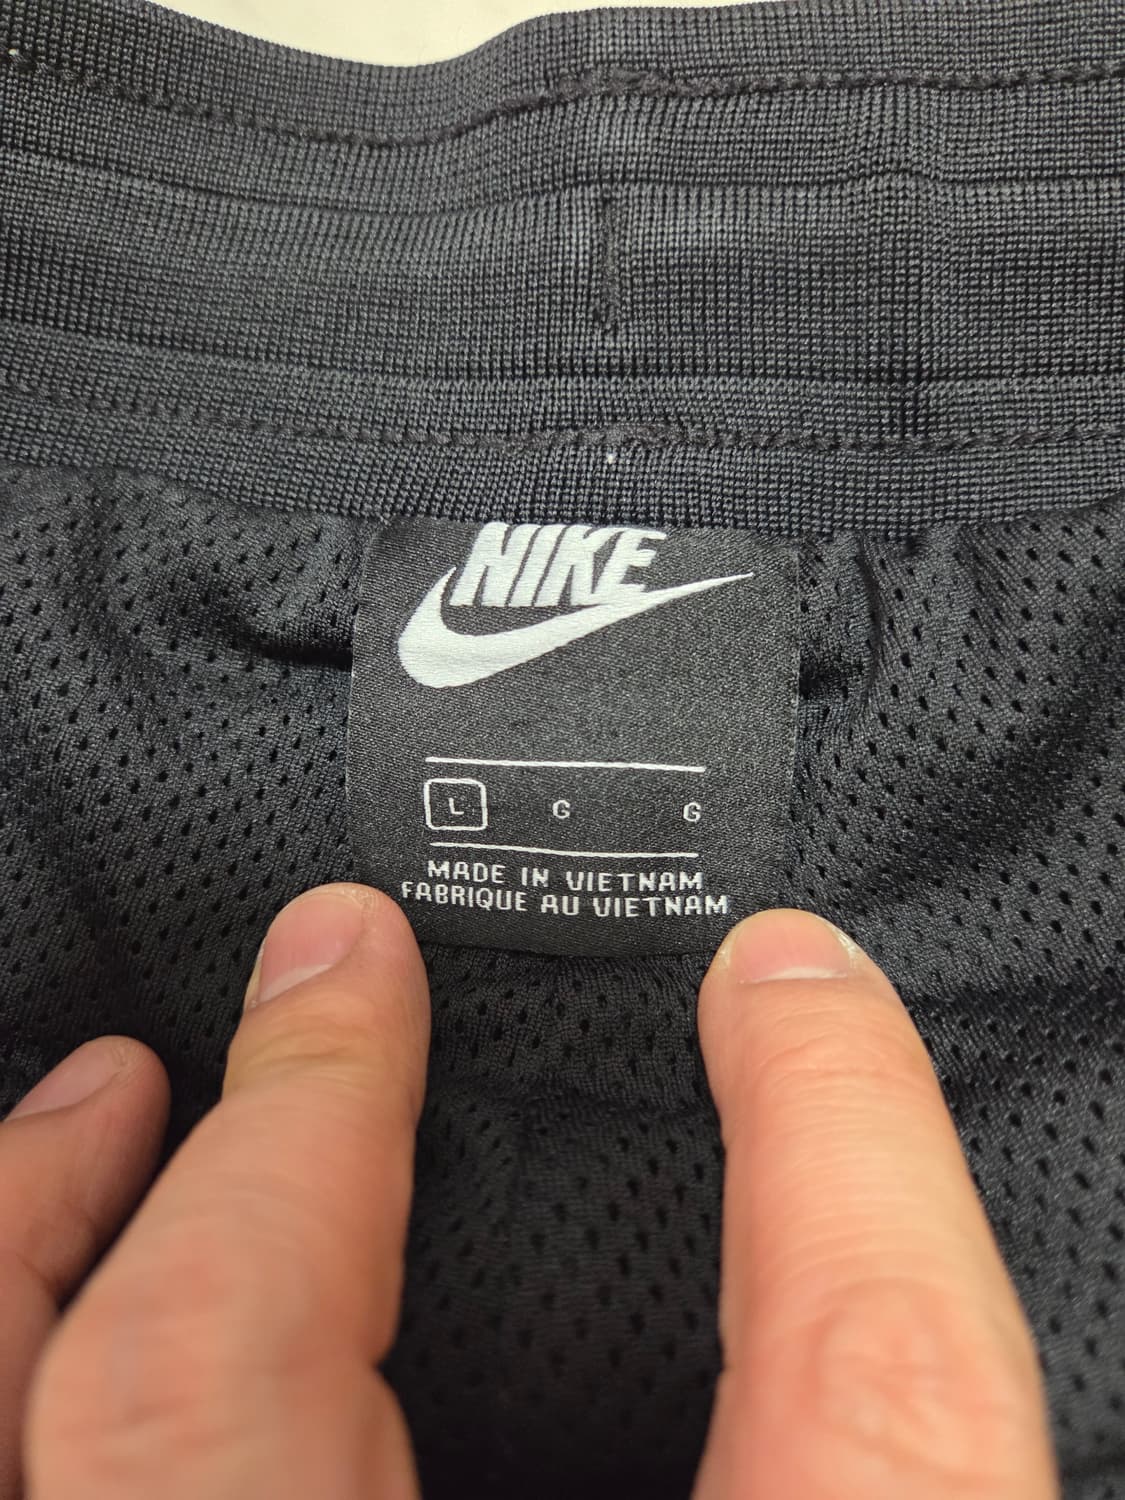 NIKE
L G G
MADE IN VIETNAM
FABRIQUE AU VIETNAM